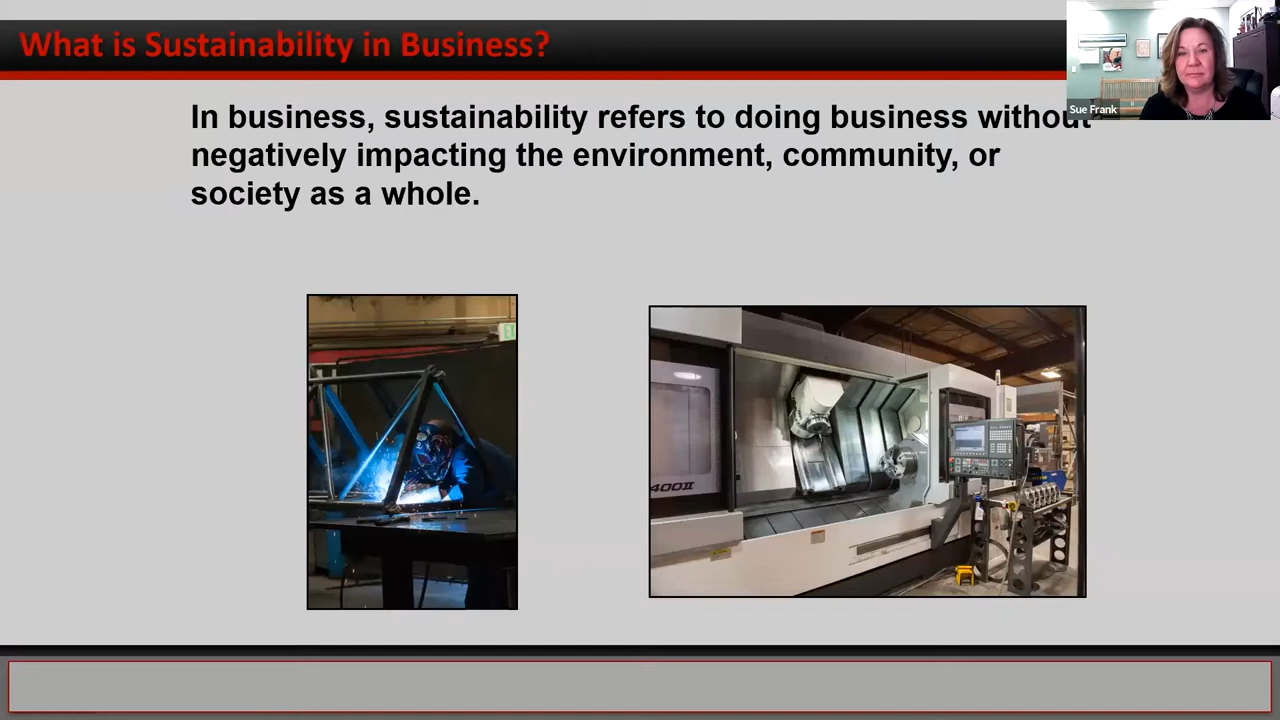 What is Sustainability in Business?
Sue Frank
In business, sustainability refers to doing business without
negatively impacting the environment, community, or
society as a whole.
400II